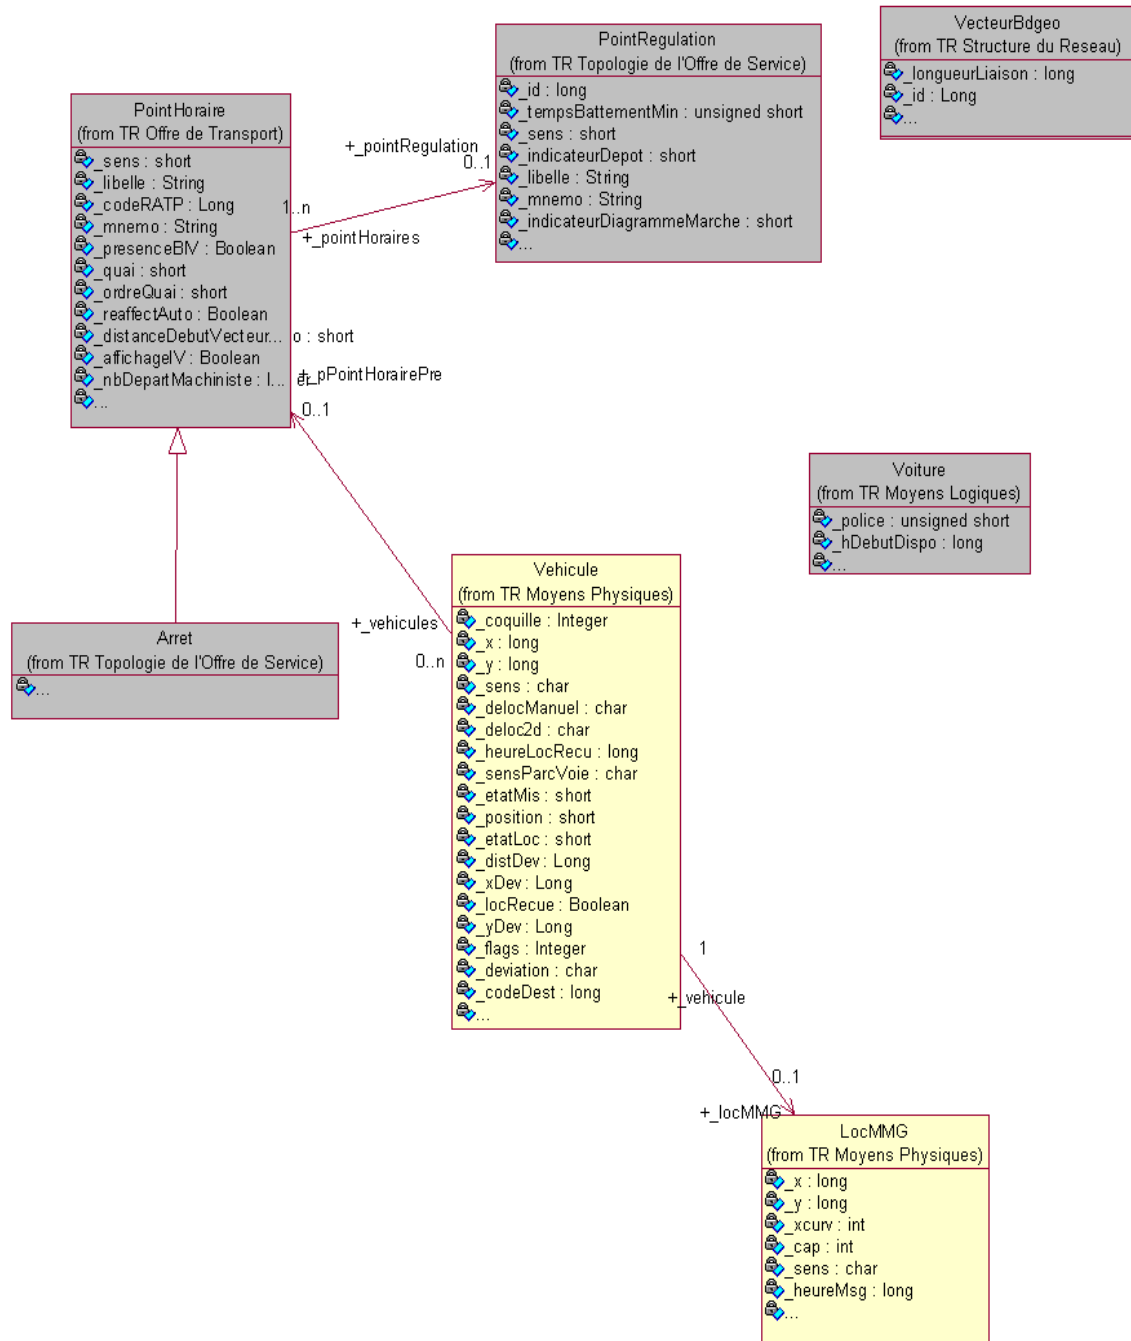 PointRegulation
(from TR Topologie de l'Offre de Service)
_id : long
_tempsBattementMin : unsigned short
_sens : short
_indicateurDepot : short
_libelle : String
_mnemo : String
_indicateurDiagrammeMarche : short
...
VecteurBdgeo
(from TR Structure du Reseau)
_longueurLiaison : long
_id : Long
...
PointHoraire
(from TR Offre de Transport)
_sens : short
_libelle : String
_codeRATP : Long
_mnemo : String
_presenceBIV : Boolean
_quai : short
_ordreQuai : short
_reaffectAuto : Boolean
_distanceDebutVecteur... o : short
_affichageIV : Boolean
_nbDepartMachiniste : I... er
...
+_pointRegulation
0..1
1..n
+_pointHoraires
+_pPointHorairePre
0..1
Voiture
(from TR Moyens Logiques)
_police : unsigned short
_hDebutDispo : long
...
Arret
(from TR Topologie de l'Offre de Service)
...
+_vehicules
0..n
Vehicule
(from TR Moyens Physiques)
_coquille : Integer
_x : long
_y : long
_sens : char
_delocManuel : char
_deloc2d : char
_heureLocRecu : long
_sensParcVoie : char
_etatMis : short
_position : short
_etatLoc : short
_distDev : Long
_xDev : Long
_locRecue : Boolean
_yDev : Long
_flags : Integer
_deviation : char
_codeDest : long
...
1
+_vehicule
0..1
+_locMMG
LocMMG
(from TR Moyens Physiques)
_x : long
_y : long
_xcurv : int
_cap : int
_sens : char
_heureMsg : long
...